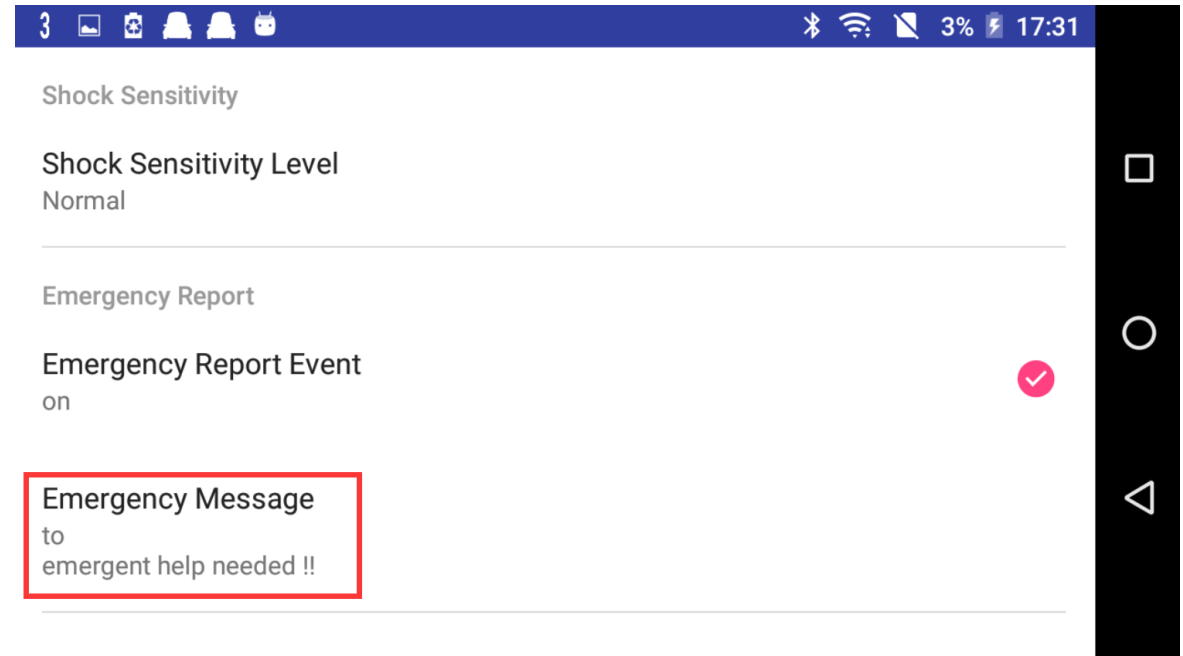 3 3% 17:31
Shock Sensitivity
Shock Sensitivity Level
Normal
Emergency Report
Emergency Report Event
on
Emergency Message
to
emergent help needed !!